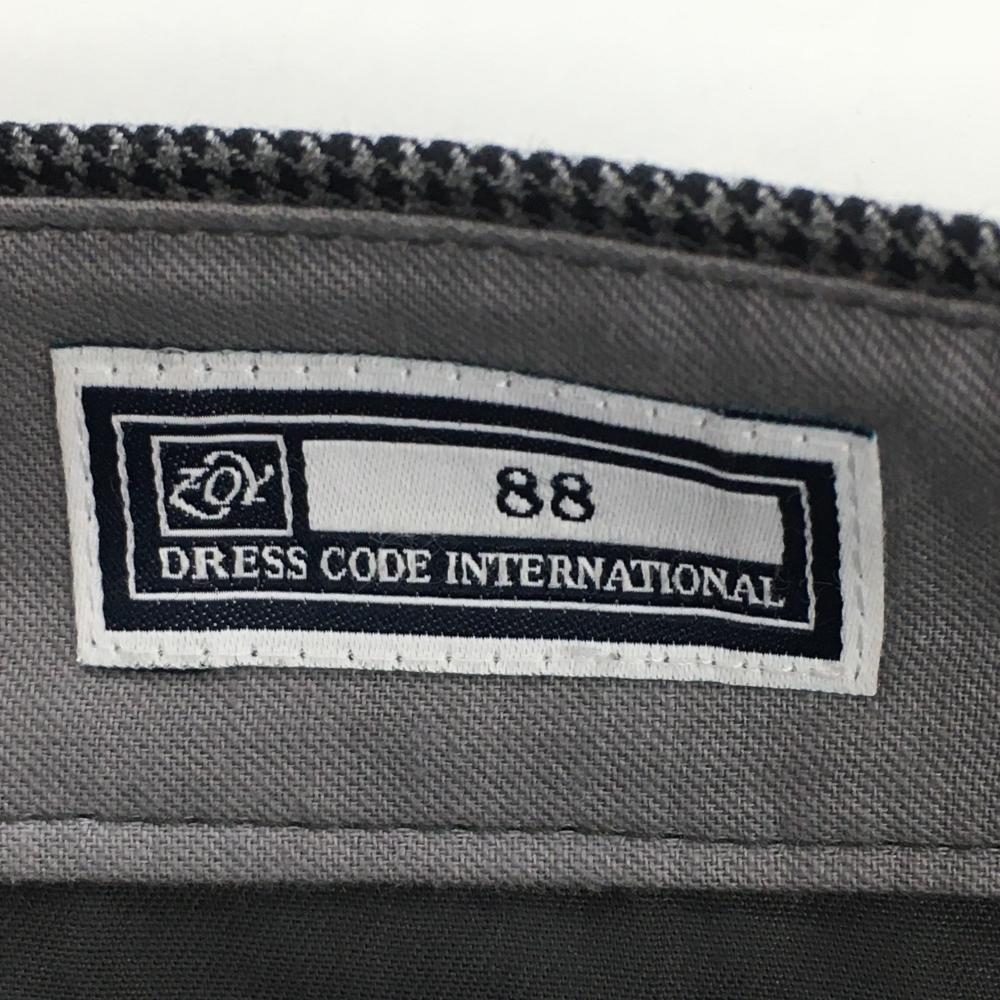 ZOY
88
DRESS CODE INTERNATIONAL